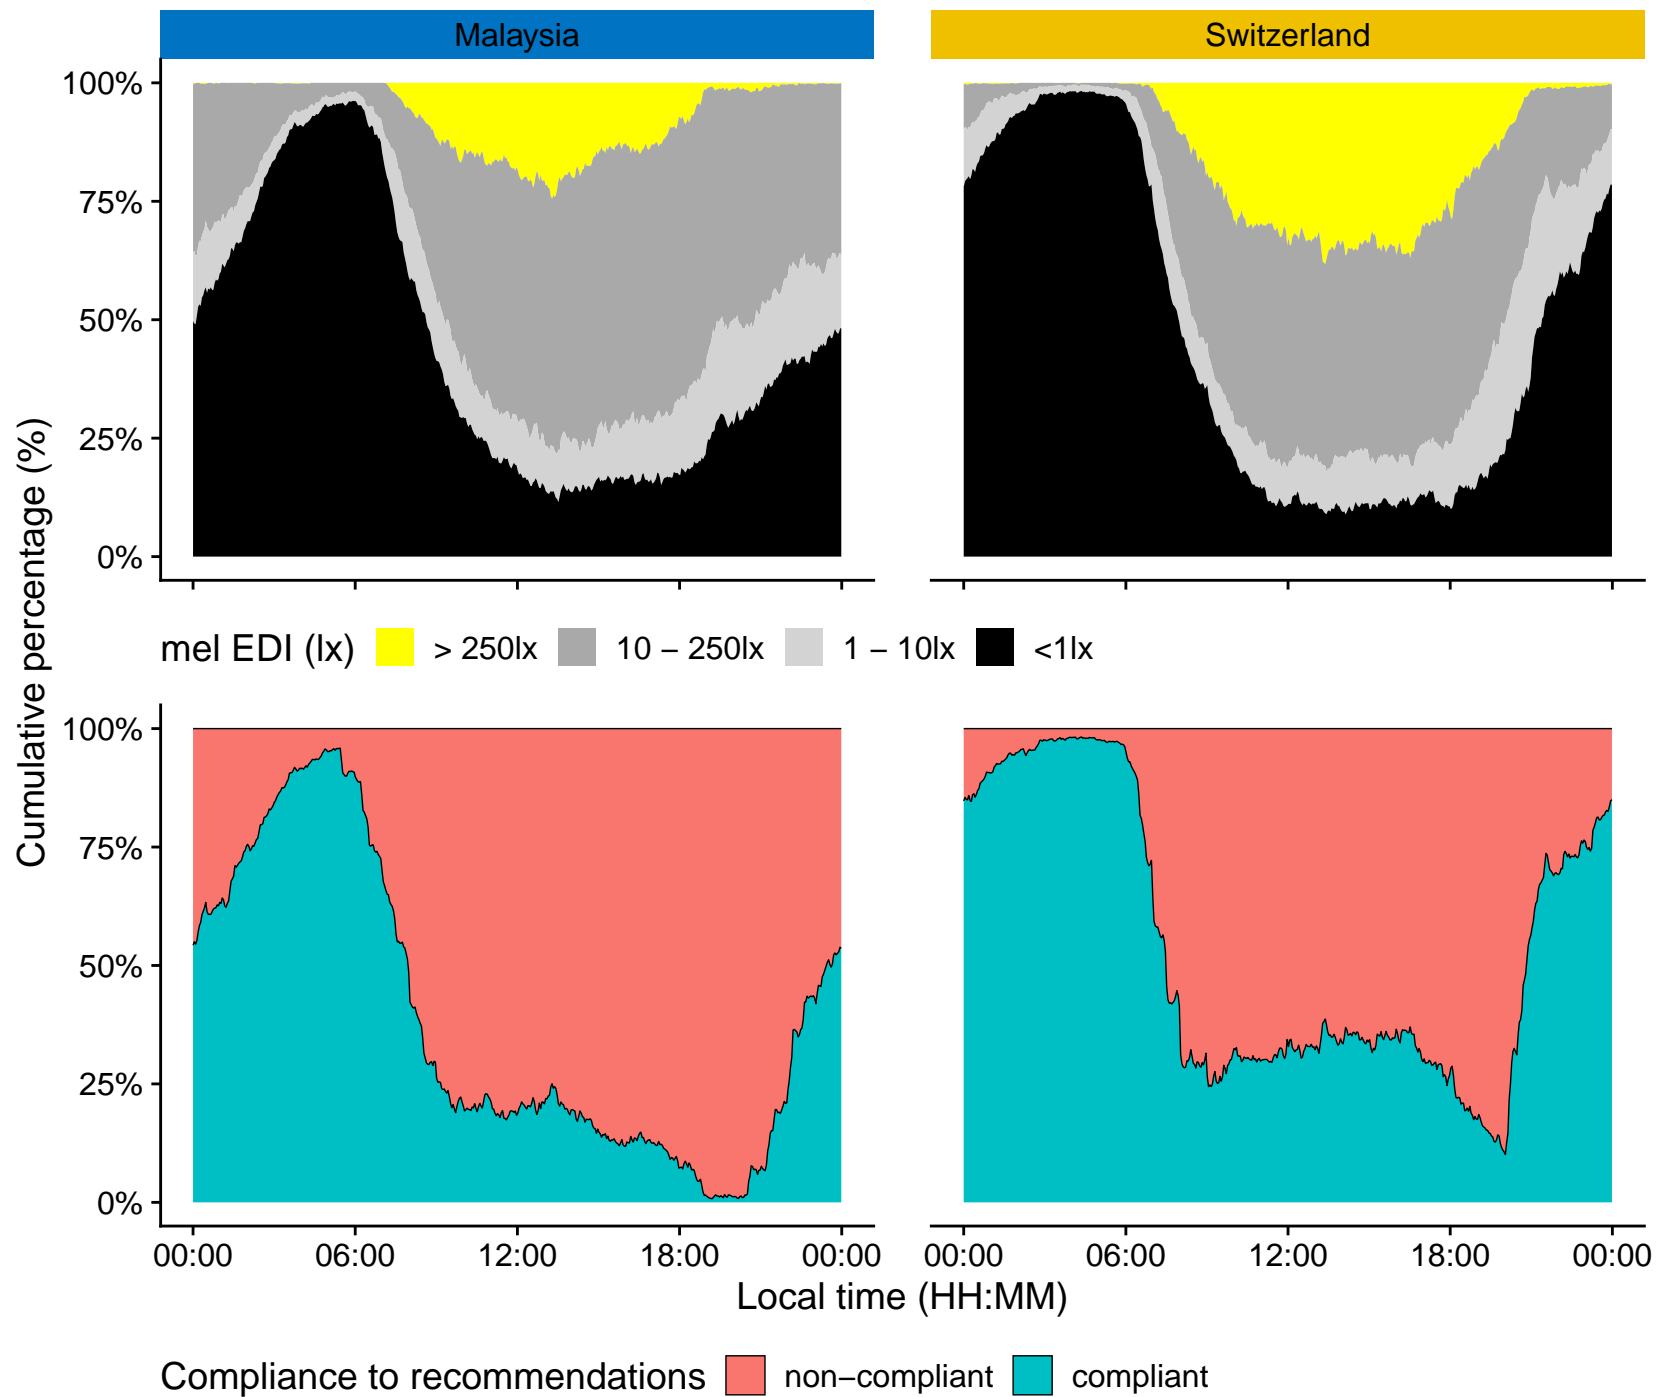 Malaysia
Switzerland
Cumulative percentage (%)
100%
75%
50%
25%
0%
mel EDI (lx) > 250lx 10 − 250lx 1 − 10lx <1lx
100%
75%
50%
25%
0%
00:00 06:00 12:00 18:00 00:00 00:00 06:00 12:00 18:00 00:00
Local time (HH:MM)
Compliance to recommendations non−compliant compliant